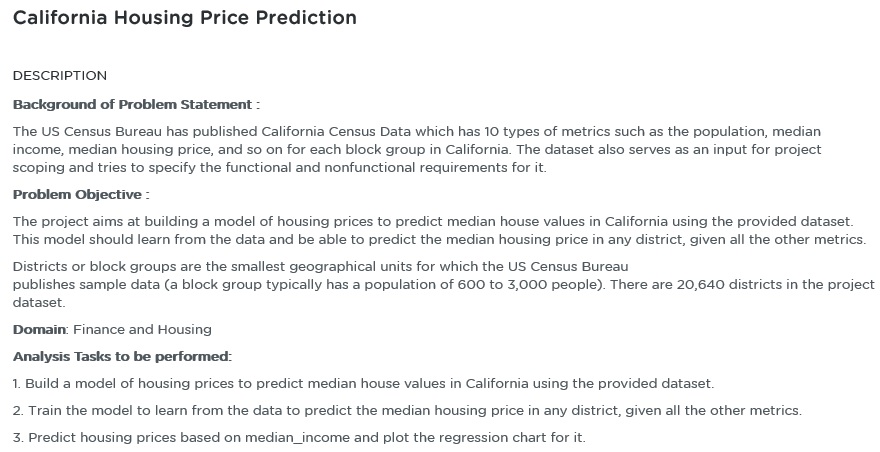 California Housing Price Prediction
DESCRIPTION
Background of Problem Statement :
The US Census Bureau has published California Census Data which has 10 types of metrics such as the population, median
income, median housing price, and so on for each block group in California. The dataset also serves as an input for project
scoping and tries to specify the functional and nonfunctional requirements for it.
Problem Objective :
The project aims at building a model of housing prices to predict median house values in California using the provided dataset.
This model should learn from the data and be able to predict the median housing price in any district, given all the other metrics.
Districts or block groups are the smallest geographical units for which the US Census Bureau
publishes sample data (a block group typically has a population of 600 to 3,000 people). There are 20,640 districts in the project
dataset.
Domain: Finance and Housing
Analysis Tasks to be performed:
1. Build a model of housing prices to predict median house values in California using the provided dataset.
2. Train the model to learn from the data to predict the median housing price in any district, given all the other metrics.
3. Predict housing prices based on median_income and plot the regression chart for it.